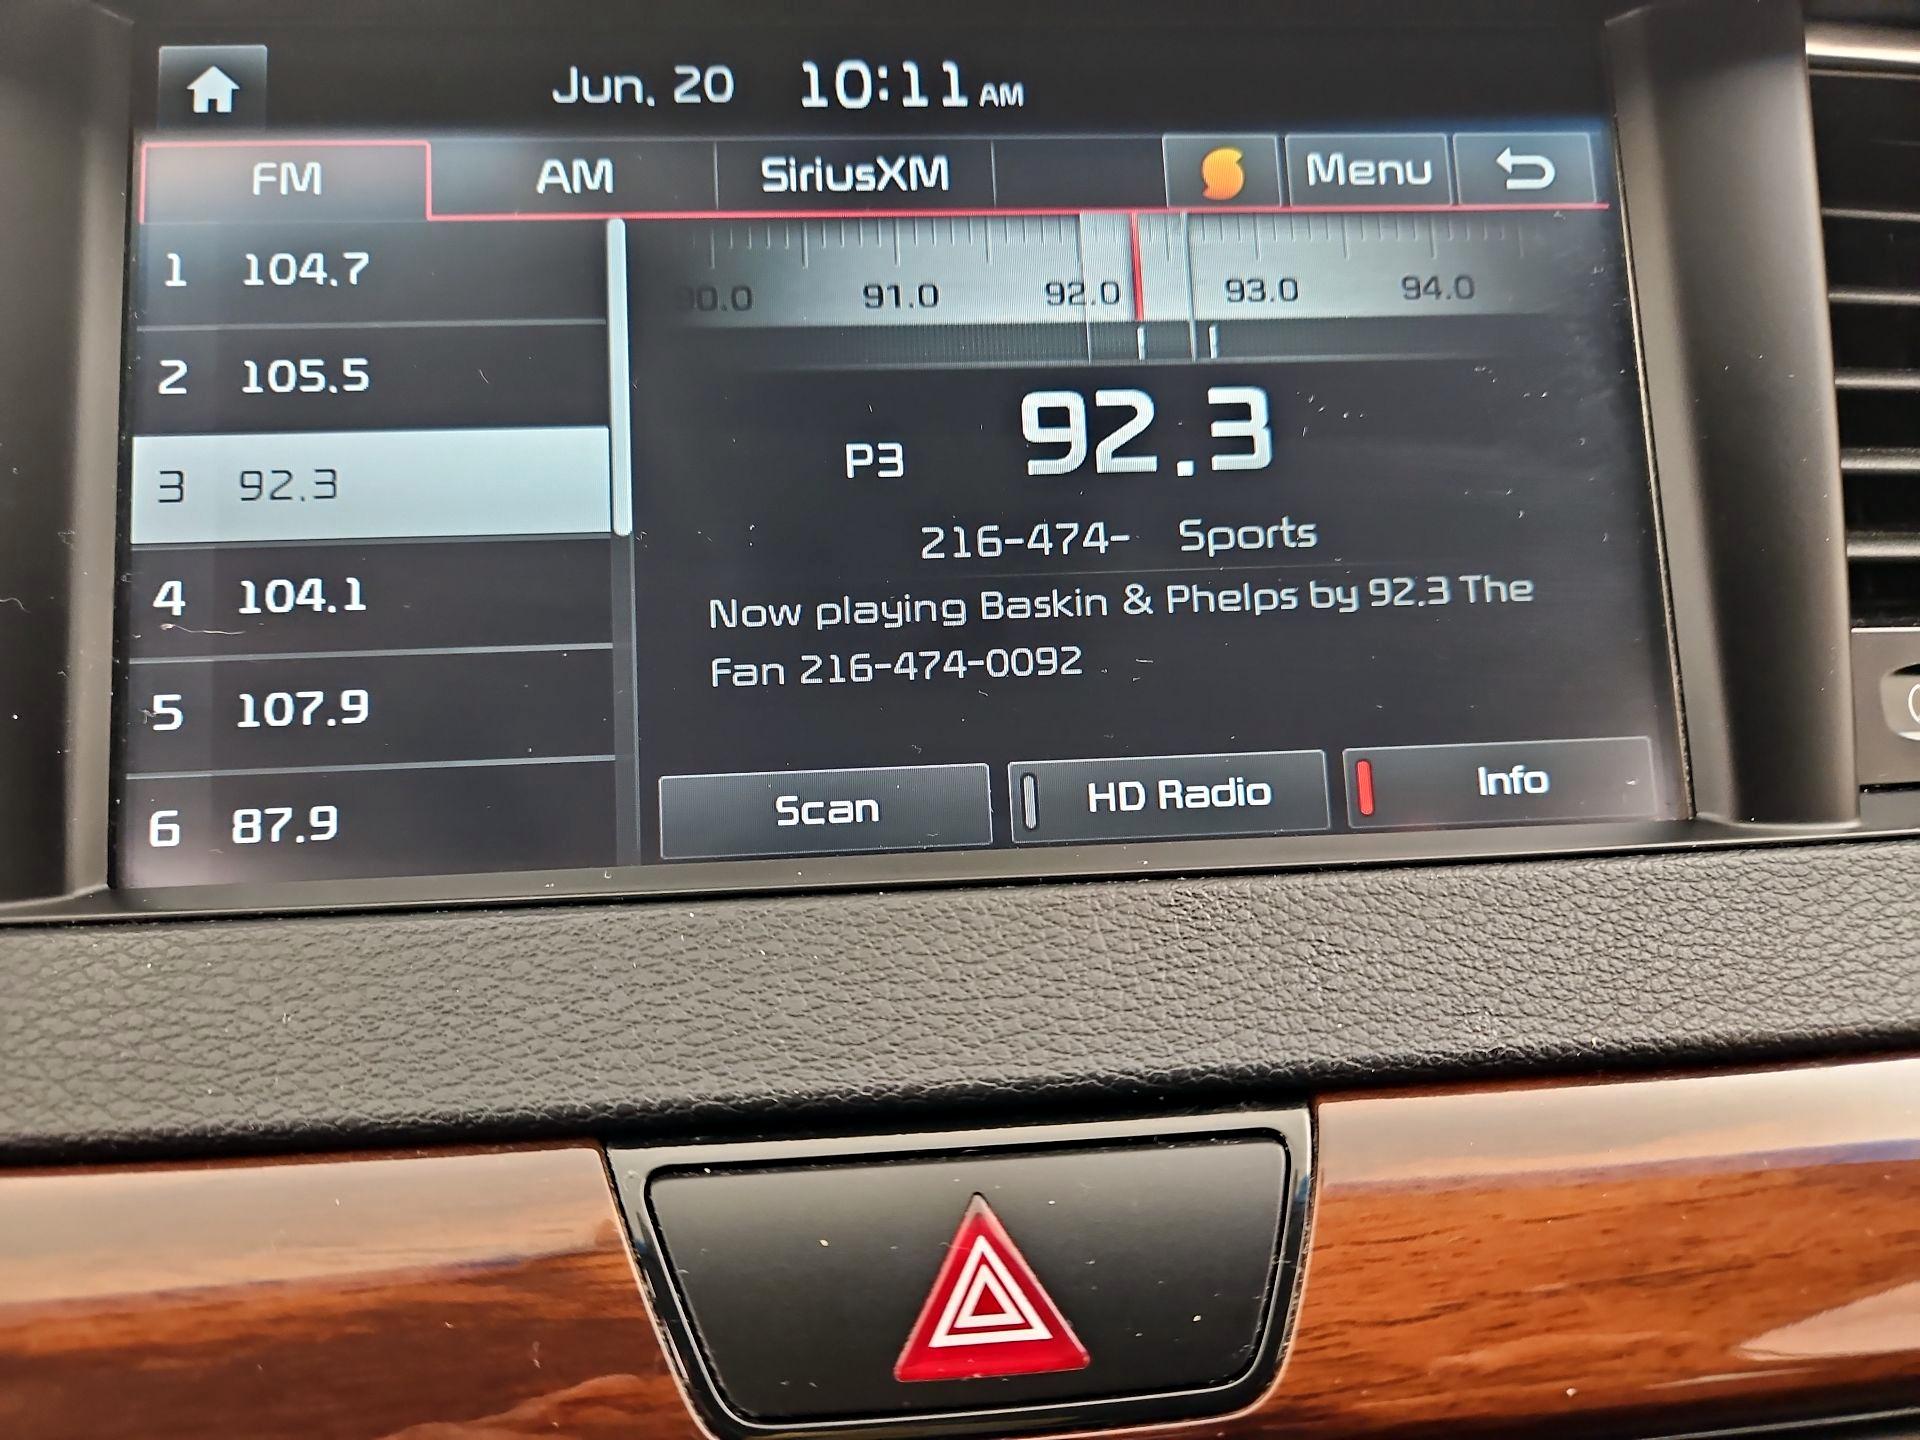 Jun. 20 10:11 AM
FM AM SiriusXM Menu
1 104.7
2 105.5
3 92.3
4 104.1
5 107.9
6 87.9
90.0 91.0 92.0 93.0 94.0
P3 92.3
216-474- Sports
Now playing Baskin & Phelps by 92.3 The
Fan 216-474-0092
Scan HD Radio Info